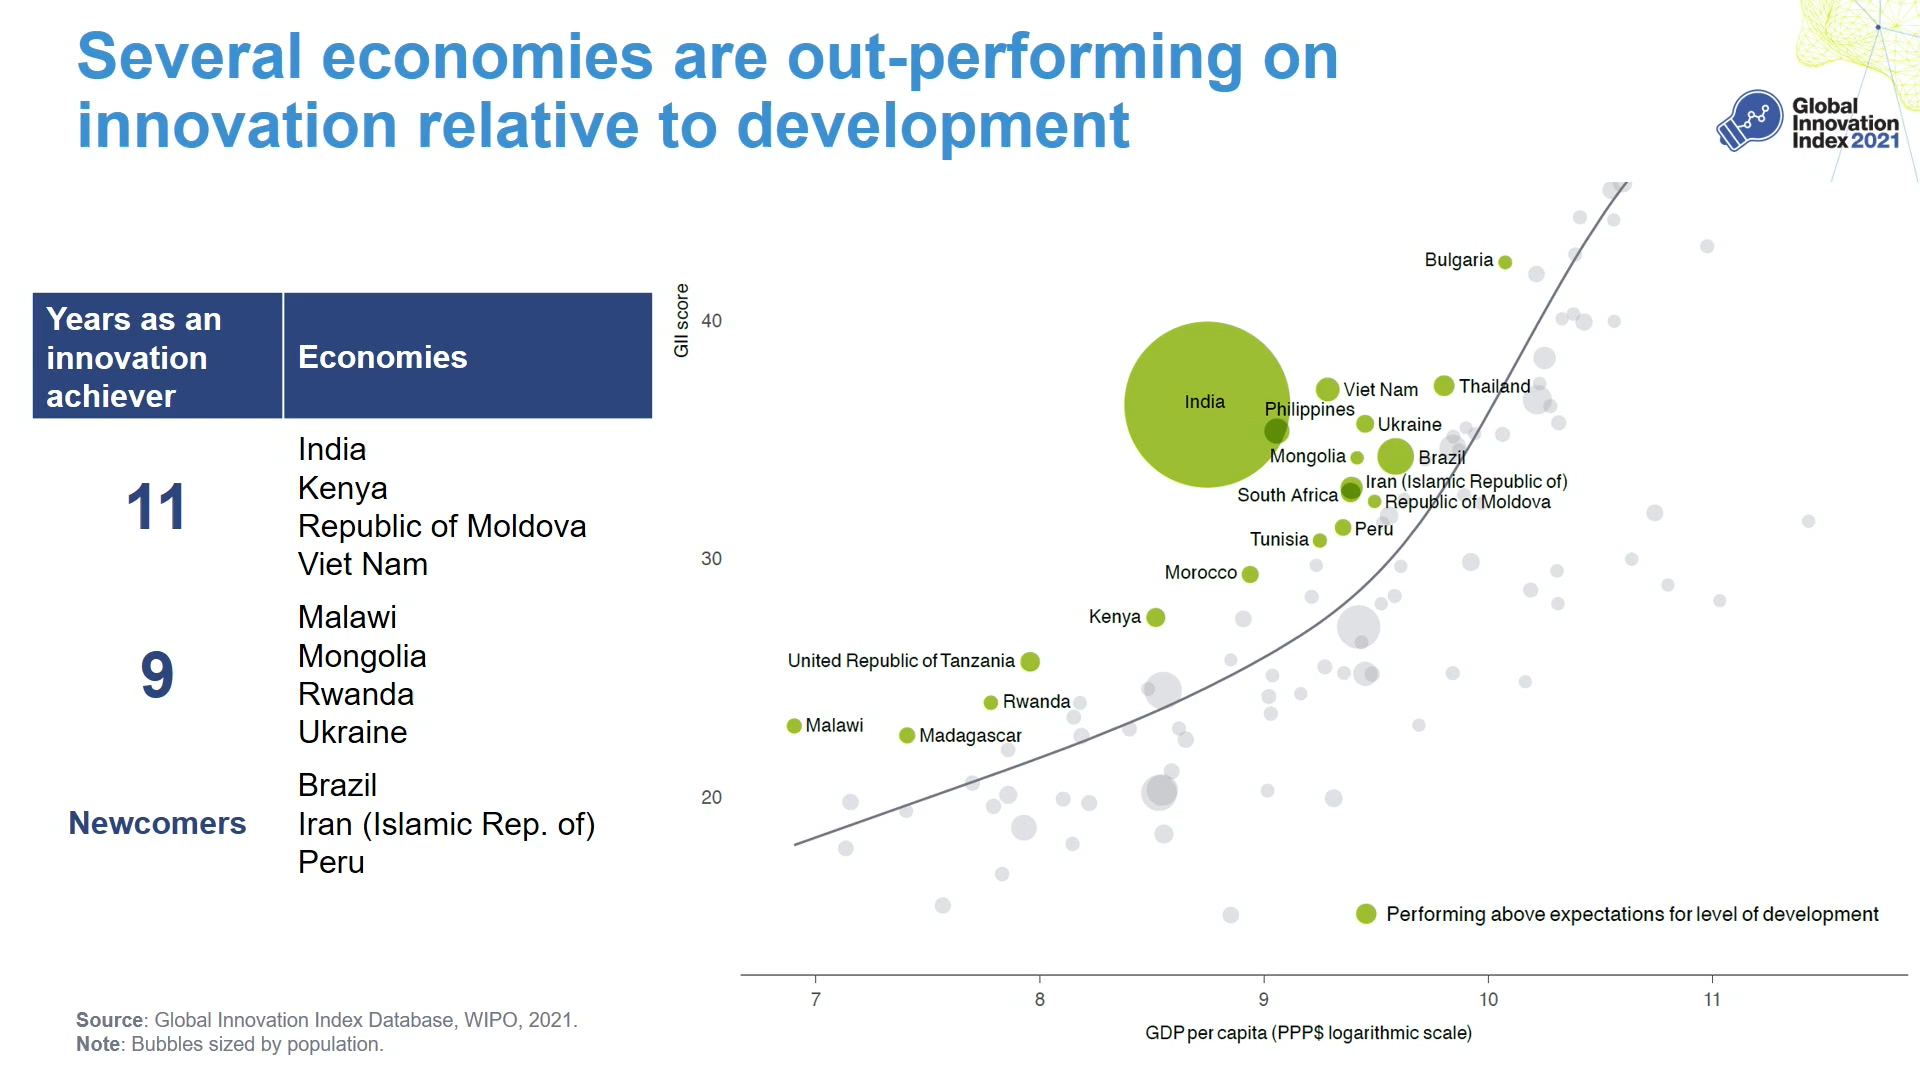 Several economies are out-performing on
innovation relative to development
Global
Innovation
Index 2021
Years as an
innovation
achiever
Economies
11
India
Kenya
Republic of Moldova
Viet Nam
9
Malawi
Mongolia
Rwanda
Ukraine
Newcomers
Brazil
Iran (Islamic Rep. of)
Peru
GII score
40
30
20
Bulgaria
India
Viet Nam
Thailand
Philippines
Ukraine
Mongolia
Brazil
Iran (Islamic Republic of)
South Africa
Republic of Moldova
Peru
Tunisia
Morocco
Kenya
United Republic of Tanzania
Rwanda
Malawi
Madagascar
Performing above expectations for level of development
7
8
9
10
11
GDP per capita (PPP$ logarithmic scale)
Source: Global Innovation Index Database, WIPO, 2021.
Note: Bubbles sized by population.